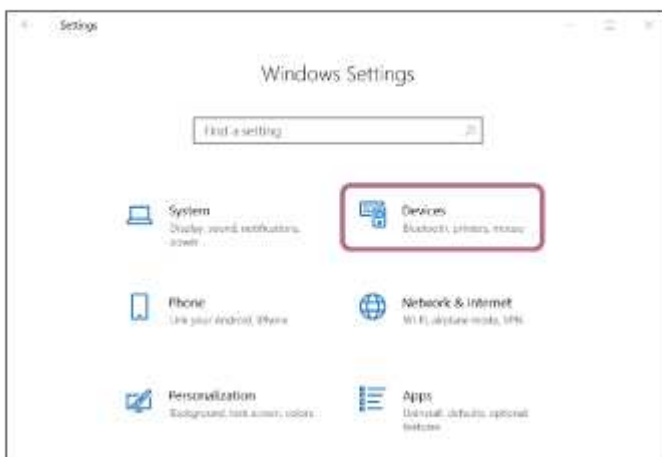 Settings
Windows Settings
Find a setting
System
Display, sound, notifications,
power
Devices
Bluetooth, printers, mouse
Phone
Link your Android, iPhone
Network & Internet
Wi-Fi, airplane mode, VPN
Personalization
Background, lock screen, colors
Apps
Uninstall, defaults, optional
features